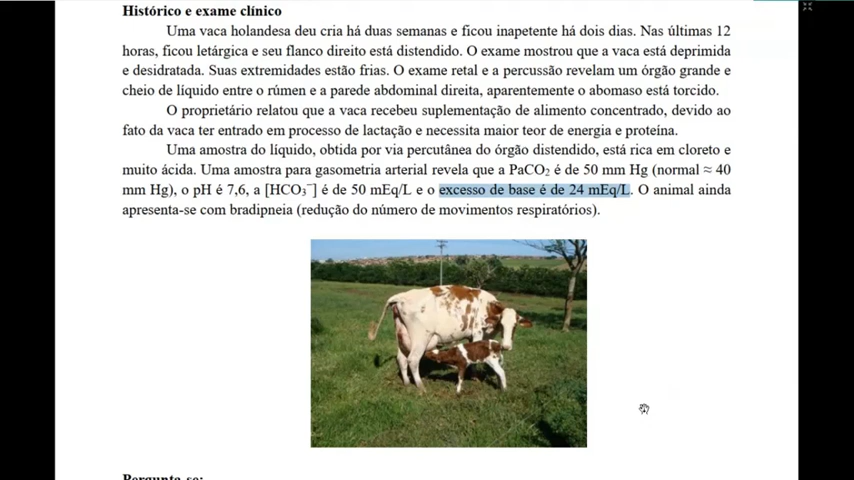 Histórico e exame clínico
Uma vaca holandesa deu cria há duas semanas e ficou inapetente há dois dias. Nas últimas 12
horas, ficou letárgica e seu flanco direito está distendido. O exame mostrou que a vaca está deprimida
e desidratada. Suas extremidades estão frias. O exame retal e a percussão revelam um órgão grande e
cheio de líquido entre o rúmen e a parede abdominal direita, aparentemente o abomaso está torcido.
O proprietário relatou que a vaca recebeu suplementação de alimento concentrado, devido ao
fato da vaca ter entrado em processo de lactação e necessita maior teor de energia e proteína.
Uma amostra do líquido, obtida por via percutânea do órgão distendido, está rica em cloreto e
muito ácida. Uma amostra para gasometria arterial revela que a PaCO₂ é de 50 mm Hg (normal ≈ 40
mm Hg), o pH é 7,6, a [HCO₃⁻] é de 50 mEq/L e o excesso de base é de 24 mEq/L. O animal ainda
apresenta-se com bradipneia (redução do número de movimentos respiratórios).
Pergunta-se: